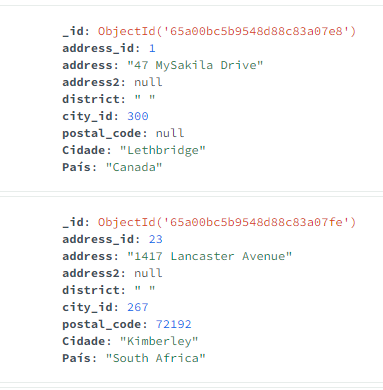 _id: ObjectId('65a00bc5b9548d88c83a07e8')
address_id: 1
address: "47 MySakila Drive"
address2: null
district: " "
city_id: 300
postal_code: null
Cidade: "Lethbridge"
País: "Canada"
_id: ObjectId('65a00bc5b9548d88c83a07fe')
address_id: 23
address: "1417 Lancaster Avenue"
address2: null
district: " "
city_id: 267
postal_code: 72192
Cidade: "Kimberley"
País: "South Africa"